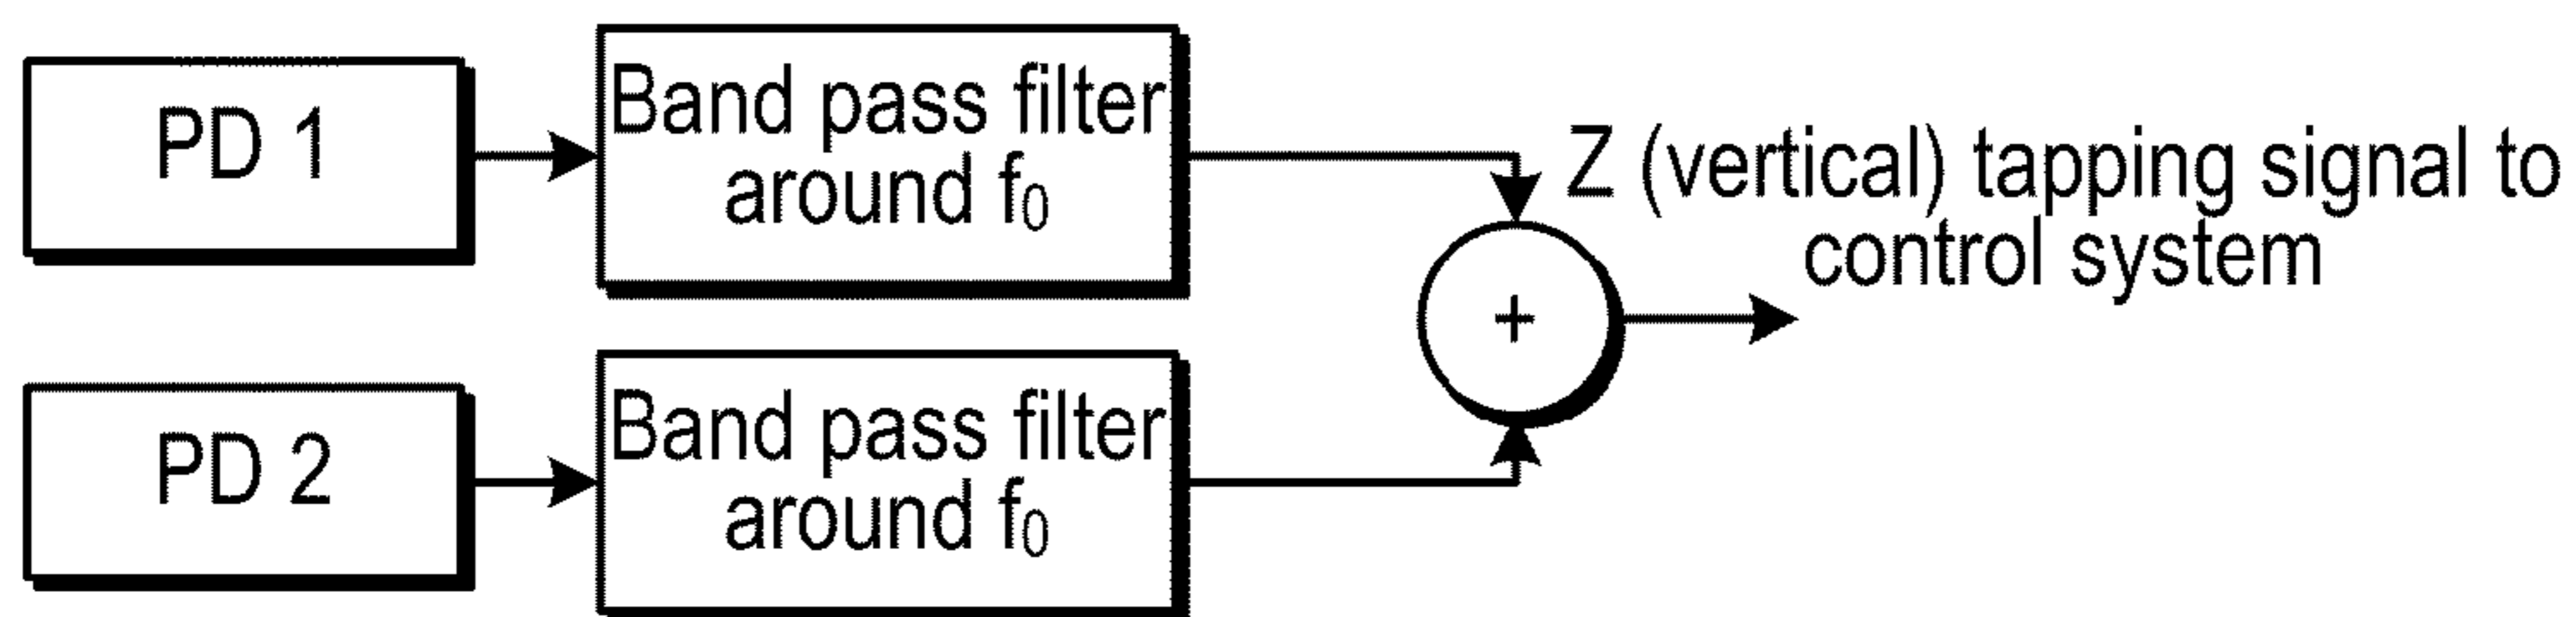 PD 1
Band pass filter
around f₀
Z (vertical) tapping signal to
control system
+
PD 2
Band pass filter
around f₀